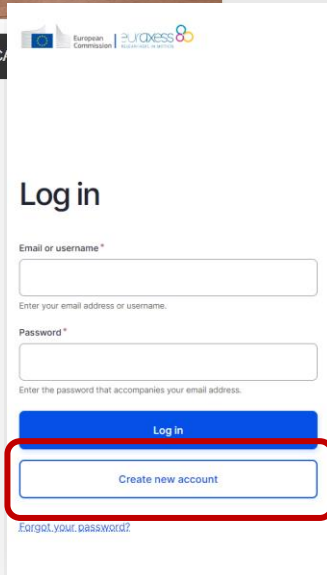 European
Commission
euraxess
RESEARCHERS IN MOTION
Log in
Email or username *
Enter your email address or username.
Password *
Enter the password that accompanies your email address.
Log in
Create new account
Forgot your password?